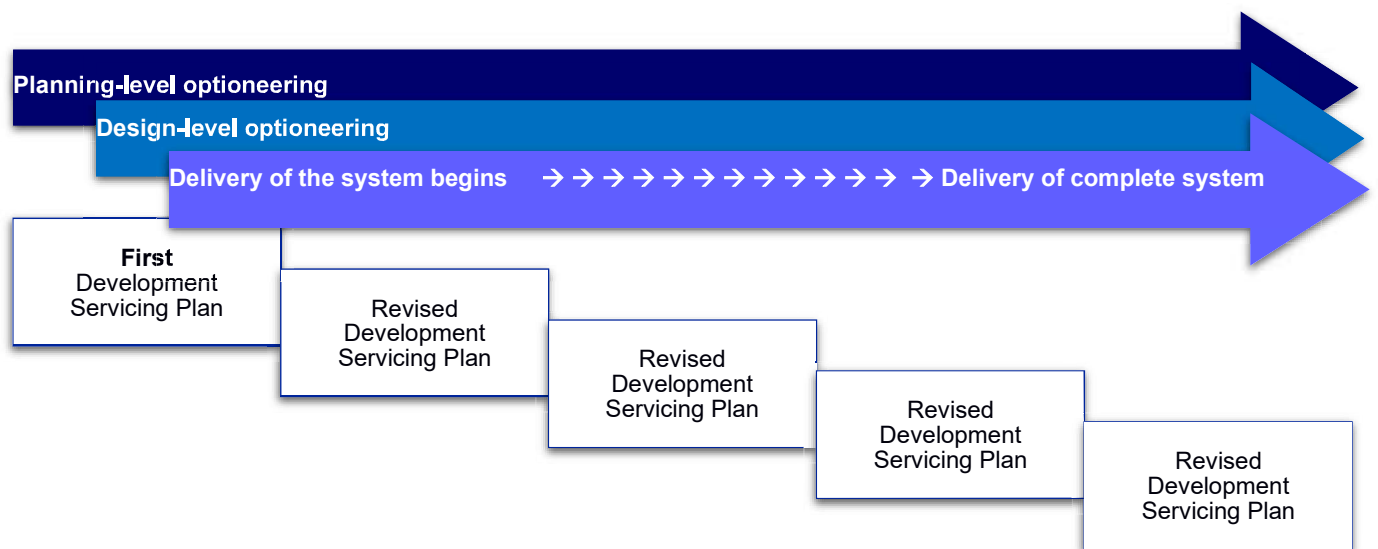 Planning-level optioneering
Design-level optioneering
Delivery of the system begins → → → → → → → → → → → → → Delivery of complete system
First
Development
Servicing Plan
Revised
Development
Servicing Plan
Revised
Development
Servicing Plan
Revised
Development
Servicing Plan
Revised
Development
Servicing Plan